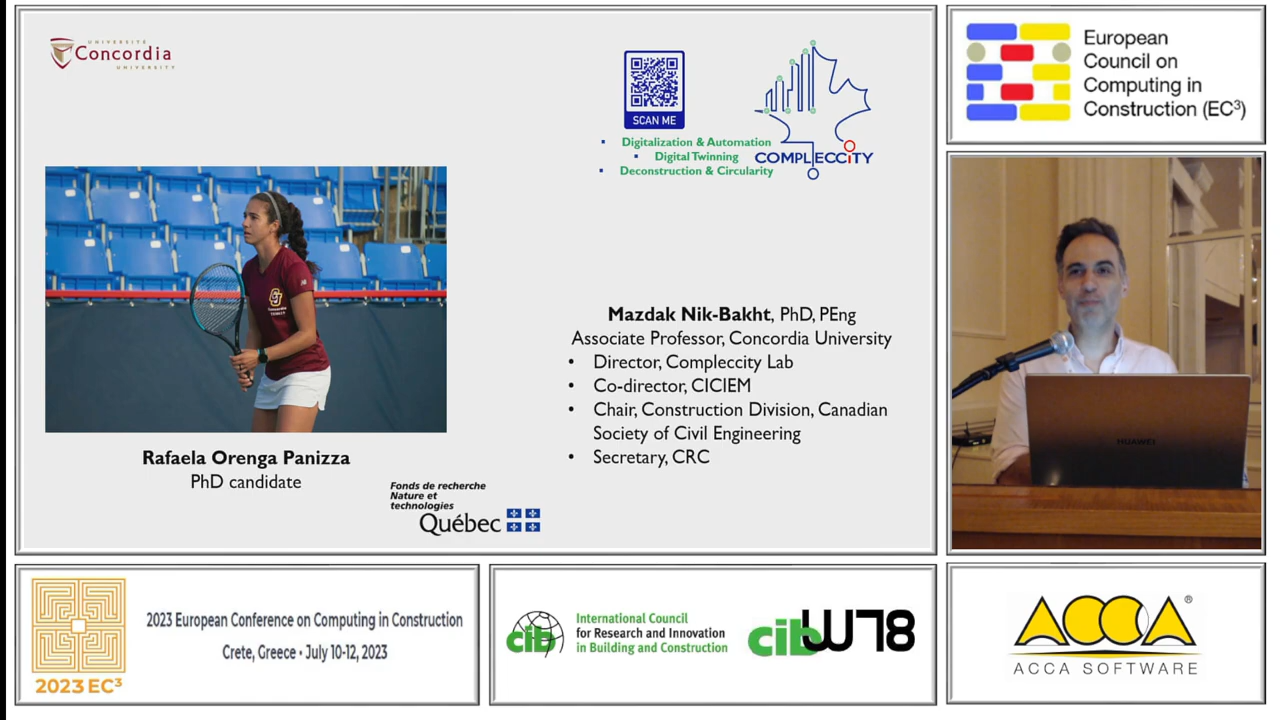 UNIVERSITÉ
Concordia
UNIVERSITY
SCAN ME
Digitalization & Automation
Digital Twinning
Deconstruction & Circularity
COMPLECCiTY
Rafaela Orenga Panizza
PhD candidate
Mazdak Nik-Bakht, PhD, PEng
Associate Professor, Concordia University
• Director, Compleccity Lab
• Co-director, CICIEM
• Chair, Construction Division, Canadian
Society of Civil Engineering
• Secretary, CRC
Fonds de recherche
Nature et
technologies
Québec
European
Council on
Computing in
Construction (EC³)
HUAWEI
2023 EC³
2023 European Conference on Computing in Construction
Crete, Greece • July 10-12, 2023
cib
International Council
for Research and Innovation
in Building and Construction
cib W78
ACCA®
ACCA SOFTWARE